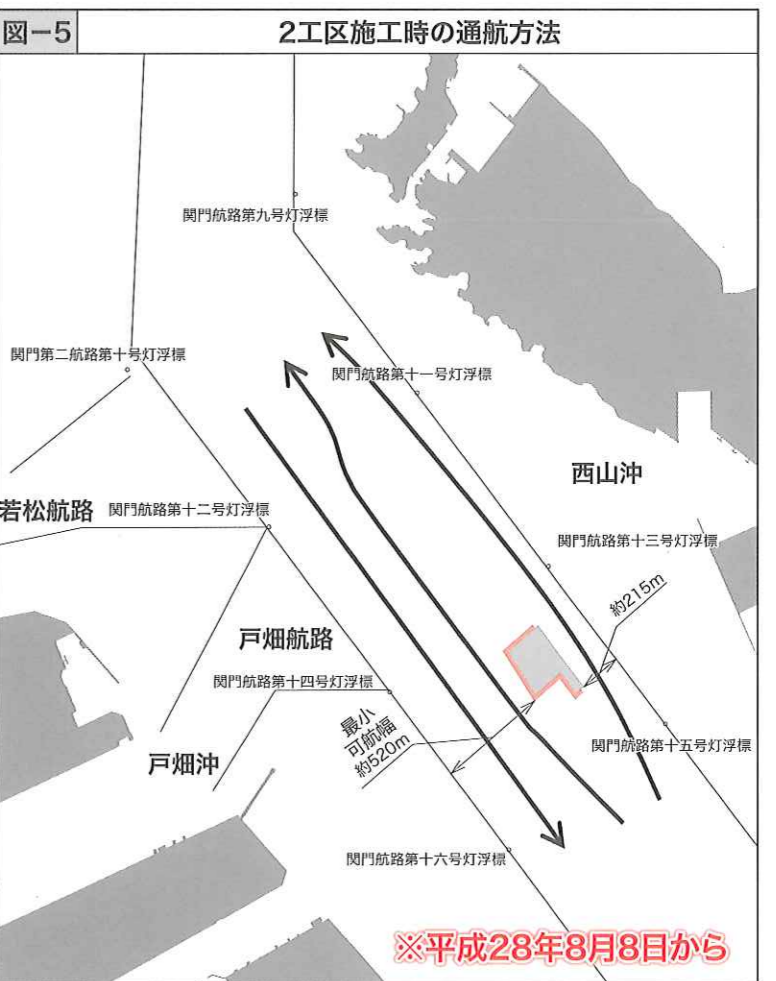 図－5
2工区施工時の通航方法
関門航路第九号灯浮標
関門第二航路第十号灯浮標
関門航路第十一号灯浮標
西山沖
若松航路
関門航路第十二号灯浮標
関門航路第十三号灯浮標
約215m
戸畑航路
関門航路第十四号灯浮標
最小
可航幅
約520m
関門航路第十五号灯浮標
戸畑沖
関門航路第十六号灯浮標
※平成28年8月8日から